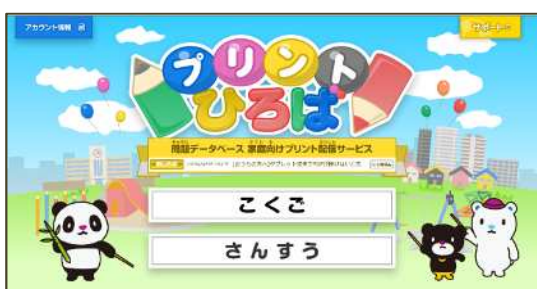 アカウント情報
サポート
プリント
ひろば
問題データベース 家庭向けプリント配信サービス
こくご
さんすう